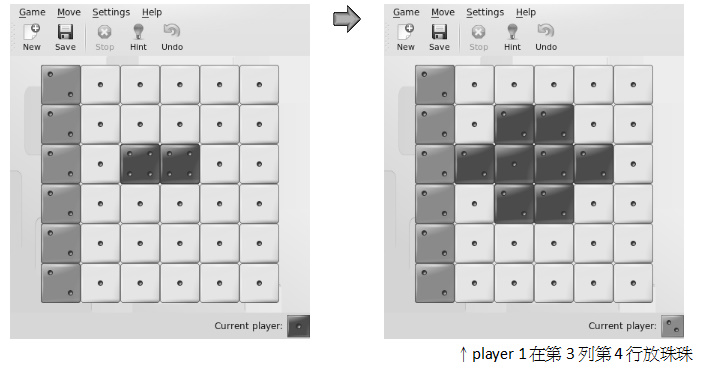 Game Move Settings Help
New Save Stop Hint Undo
Current player:
Game Move Settings Help
New Save Stop Hint Undo
Current player:
↑ player 1 在第 3 列第 4 行放珠珠